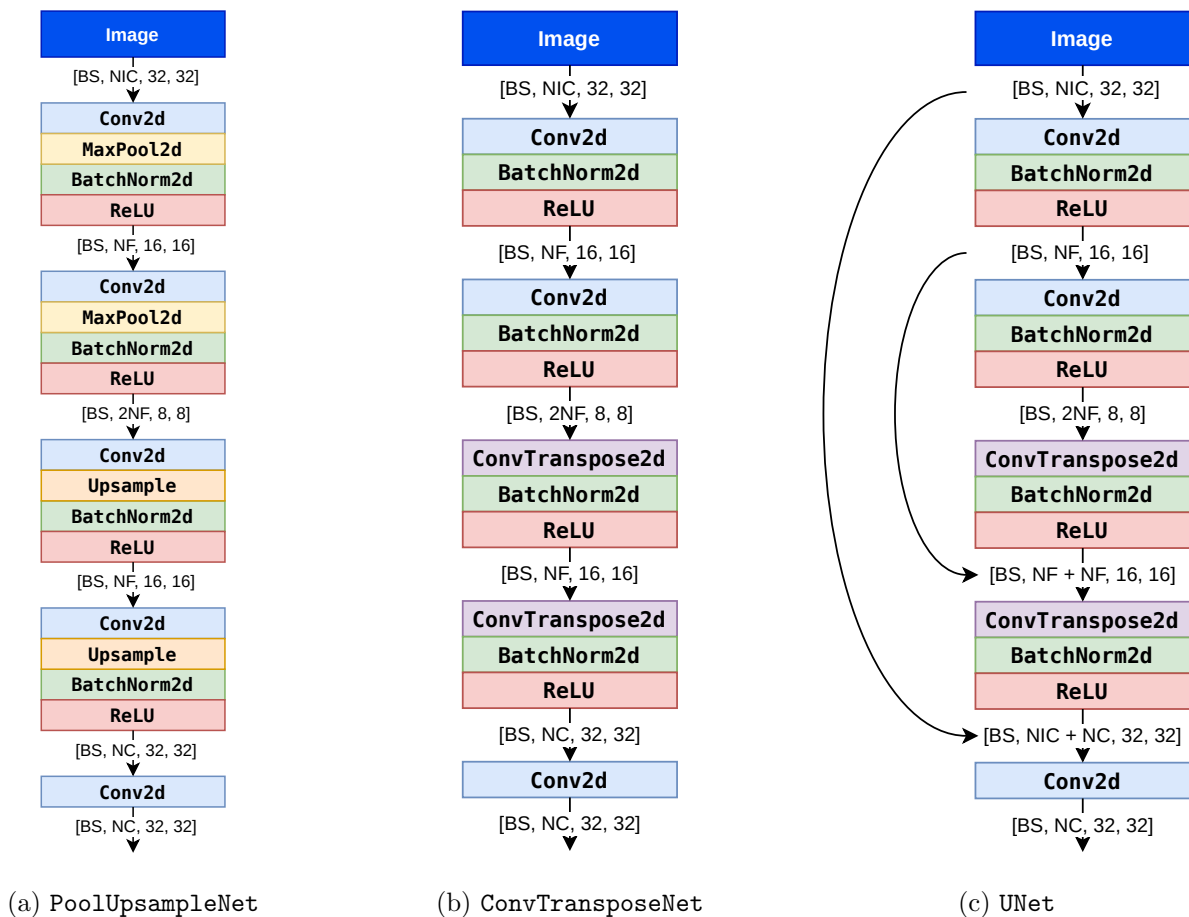 Image
[BS, NIC, 32, 32]
Conv2d
MaxPool2d
BatchNorm2d
ReLU
[BS, NF, 16, 16]
Conv2d
MaxPool2d
BatchNorm2d
ReLU
[BS, 2NF, 8, 8]
Conv2d
Upsample
BatchNorm2d
ReLU
[BS, NF, 16, 16]
Conv2d
Upsample
BatchNorm2d
ReLU
[BS, NC, 32, 32]
Conv2d
[BS, NC, 32, 32]
(a) PoolUpsampleNet
Image
[BS, NIC, 32, 32]
Conv2d
BatchNorm2d
ReLU
[BS, NF, 16, 16]
Conv2d
BatchNorm2d
ReLU
[BS, 2NF, 8, 8]
ConvTranspose2d
BatchNorm2d
ReLU
[BS, NF, 16, 16]
ConvTranspose2d
BatchNorm2d
ReLU
[BS, NC, 32, 32]
Conv2d
[BS, NC, 32, 32]
(b) ConvTransposeNet
Image
[BS, NIC, 32, 32]
Conv2d
BatchNorm2d
ReLU
[BS, NF, 16, 16]
Conv2d
BatchNorm2d
ReLU
[BS, 2NF, 8, 8]
ConvTranspose2d
BatchNorm2d
ReLU
[BS, NF + NF, 16, 16]
ConvTranspose2d
BatchNorm2d
ReLU
[BS, NIC + NC, 32, 32]
Conv2d
[BS, NC, 32, 32]
(c) UNet